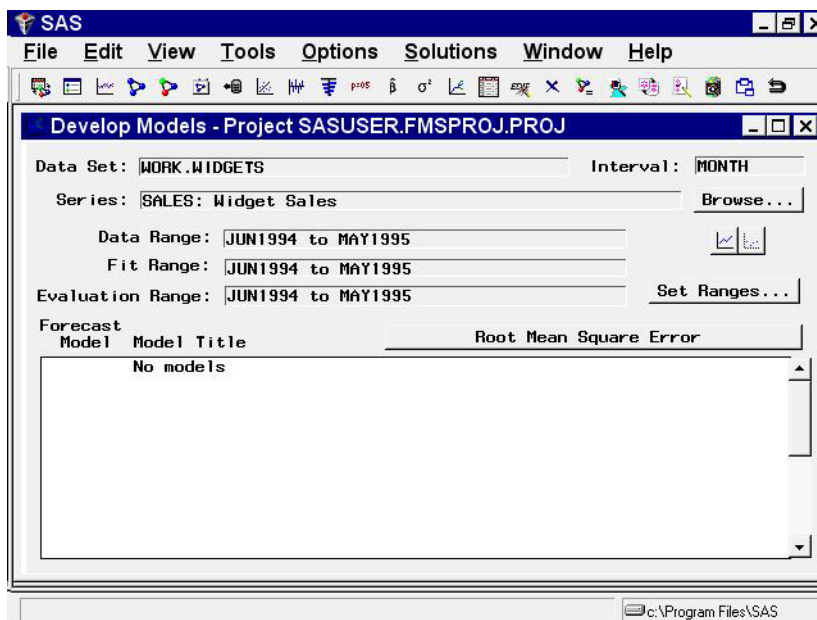 SAS
File Edit View Tools Options Solutions Window Help
p=05 β̂ σ²
Develop Models - Project SASUSER.FMSPROJ.PROJ
Data Set: WORK.WIDGETS Interval: MONTH
Series: SALES: Widget Sales Browse...
Data Range: JUN1994 to MAY1995
Fit Range: JUN1994 to MAY1995
Evaluation Range: JUN1994 to MAY1995 Set Ranges...
Forecast
Model Model Title Root Mean Square Error
No models
c:\Program Files\SAS